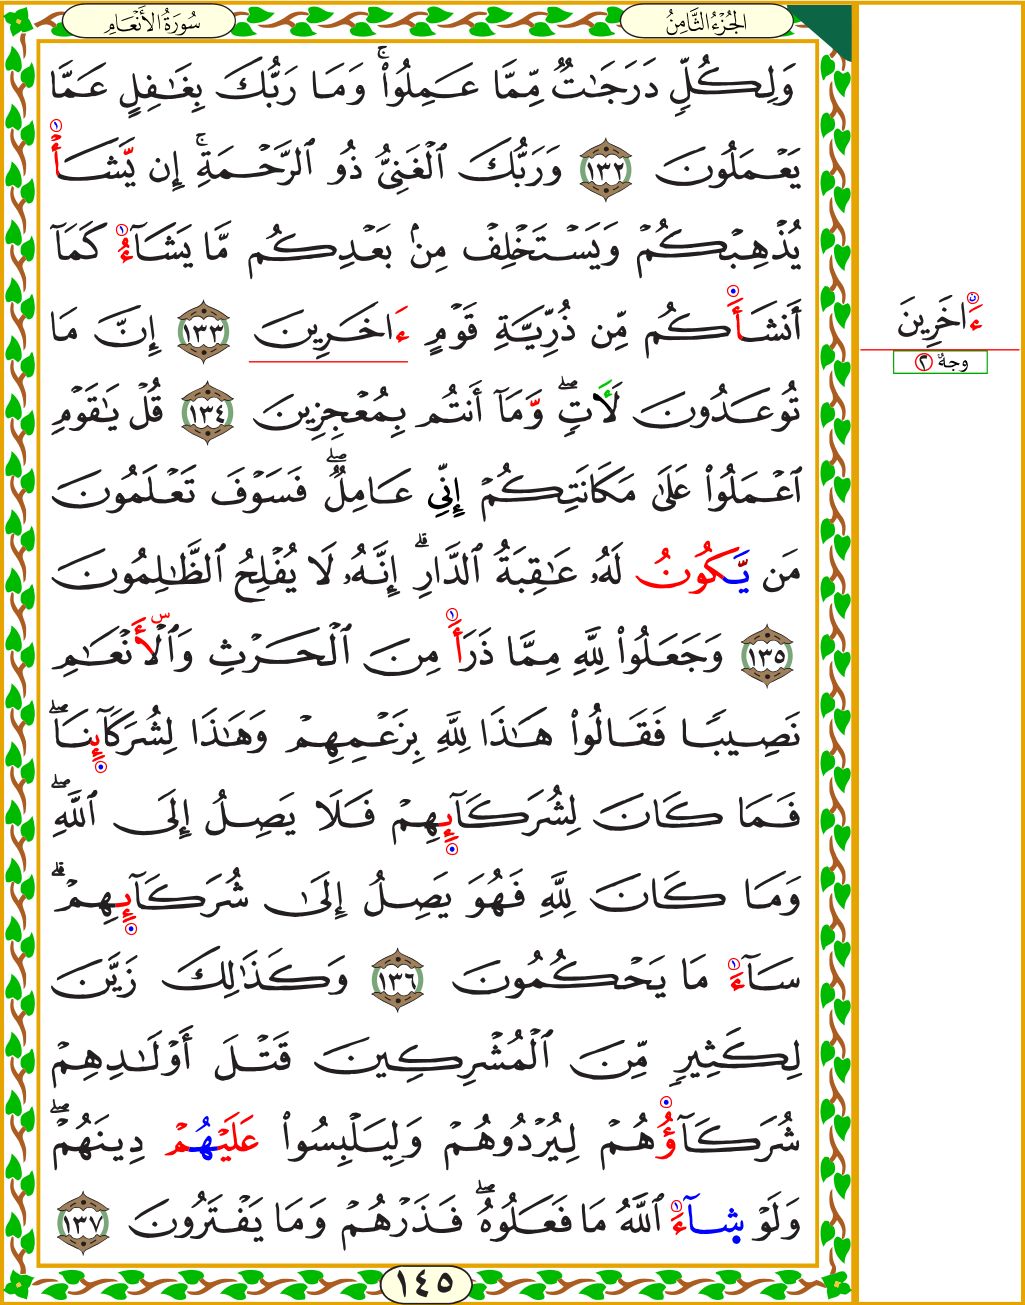 سُورَةُ الأَنْعَامِ
الجُزْءُ الثَّامِنُ
وَلِكُلٍّ دَرَجَٰتٌ مِّمَّا عَمِلُوا۟ۚ وَمَا رَبُّكَ بِغَٰفِلٍ عَمَّا
يَعْمَلُونَ ١٣٢ وَرَبُّكَ ٱلْغَنِىُّ ذُو ٱلرَّحْمَةِۚ إِن يَّشَأْ
يُذْهِبْكُمْ وَيَسْتَخْلِفْ مِنۢ بَعْدِكُم مَّا يَشَآءُ كَمَآ
أَنشَأَكُم مِّن ذُرِّيَّةِ قَوْمٍ ءَاخَرِينَ ١٣٣ إِنَّ مَا
تُوعَدُونَ لَأَتٍۖ وَّمَآ أَنتُم بِمُعْجِزِينَ ١٣٤ قُلْ يَٰقَوْمِ
ٱعْمَلُوا۟ عَلَىٰ مَكَانَتِكُمْ إِنِّى عَامِلٌۖ فَسَوْفَ تَعْلَمُونَ
مَن يَّكُونُ لَهُۥ عَٰقِبَةُ ٱلدَّارِۗ إِنَّهُۥ لَا يُفْلِحُ ٱلظَّٰلِمُونَ
١٣٥ وَجَعَلُوا۟ لِلَّهِ مِمَّا ذَرَأَ مِنَ ٱلْحَرْثِ وَٱلْأَنْعَٰمِ
نَصِيبًا فَقَالُوا۟ هَٰذَا لِلَّهِ بِزَعْمِهِمْ وَهَٰذَا لِشُرَكَآئِنَاۖ
فَمَا كَانَ لِشُرَكَآئِهِمْ فَلَا يَصِلُ إِلَى ٱللَّهِۖ
وَمَا كَانَ لِلَّهِ فَهُوَ يَصِلُ إِلَىٰ شُرَكَآئِهِمْۗ
سَآءَ مَا يَحْكُمُونَ ١٣٦ وَكَذَٰلِكَ زَيَّنَ
لِكَثِيرٍ مِّنَ ٱلْمُشْرِكِينَ قَتْلَ أَوْلَٰدِهِمْ
شُرَكَآؤُهُمْ لِيُرْدُوهُمْ وَلِيَلْبِسُوا۟ عَلَيْهُمْ دِينَهُمْۖ
وَلَوْ شَآءَ ٱللَّهُ مَا فَعَلُوهُۖ فَذَرْهُمْ وَمَا يَفْتَرُونَ ١٣٧
١٤٥
ءَاخَرِينَ
وجهٌ ٢